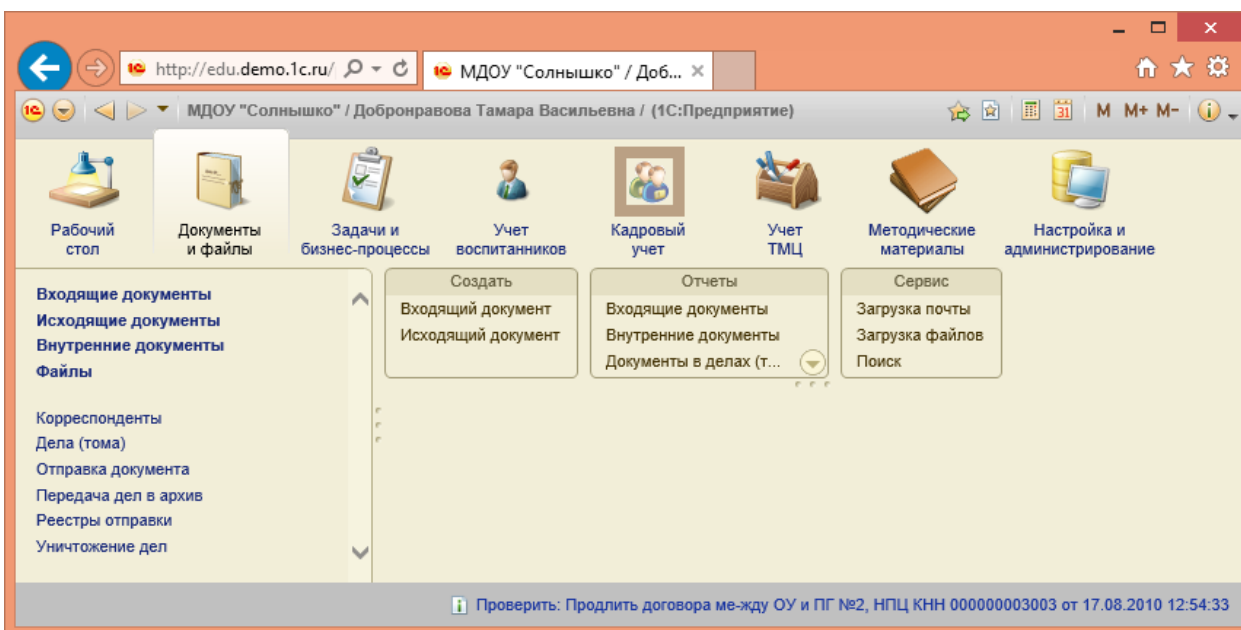 http://edu.demo.1c.ru/
МДОУ "Солнышко" / Доб...
МДОУ "Солнышко" / Добронравова Тамара Васильевна / (1С:Предприятие)
31 M M+ M-
Рабочий стол
Документы и файлы
Задачи и бизнес-процессы
Учет воспитанников
Кадровый учет
Учет ТМЦ
Методические материалы
Настройка и администрирование
Входящие документы
Исходящие документы
Внутренние документы
Файлы
Корреспонденты
Дела (тома)
Отправка документа
Передача дел в архив
Реестры отправки
Уничтожение дел
Создать
Входящий документ
Исходящий документ
Отчеты
Входящие документы
Внутренние документы
Документы в делах (т...
Сервис
Загрузка почты
Загрузка файлов
Поиск
Проверить: Продлить договора ме-жду ОУ и ПГ №2, НПЦ КНН 000000003003 от 17.08.2010 12:54:33